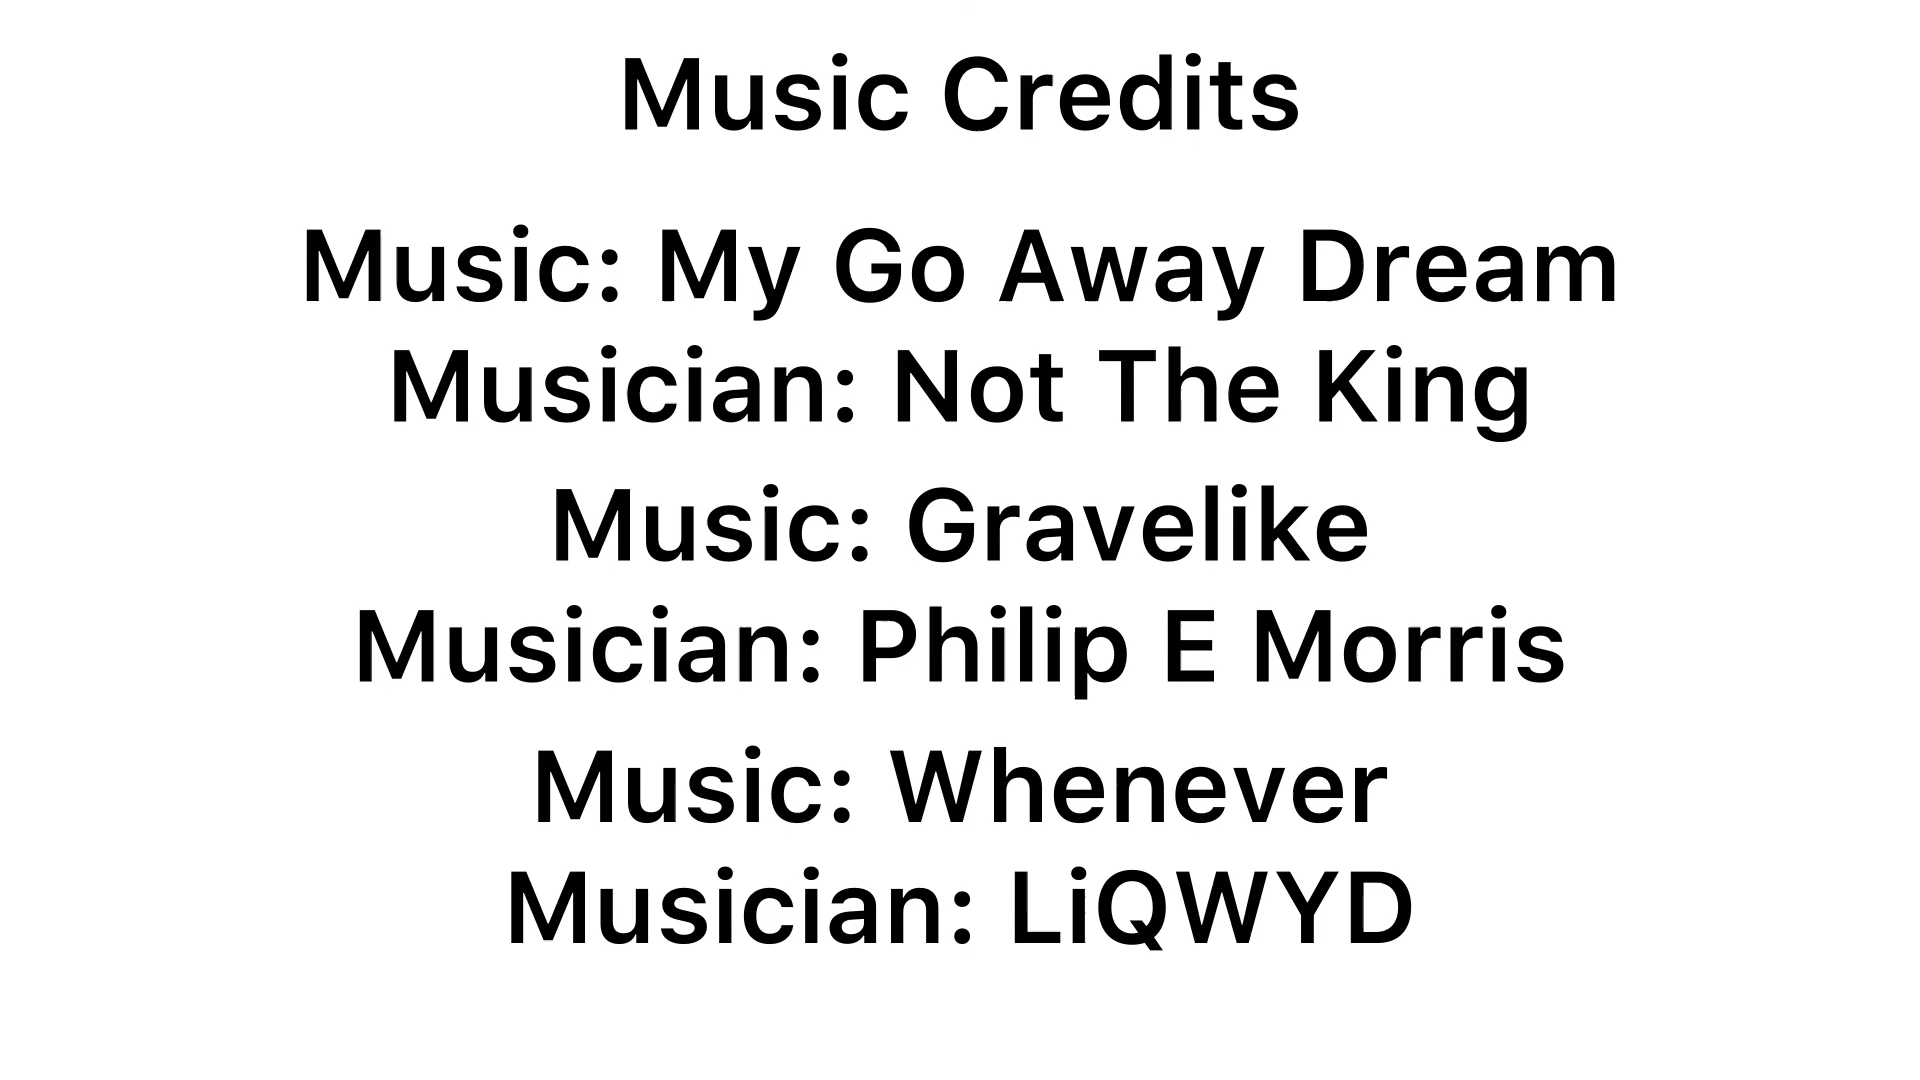 Music Credits
Music: My Go Away Dream
Musician: Not The King
Music: Gravelike
Musician: Philip E Morris
Music: Whenever
Musician: LiQWYD